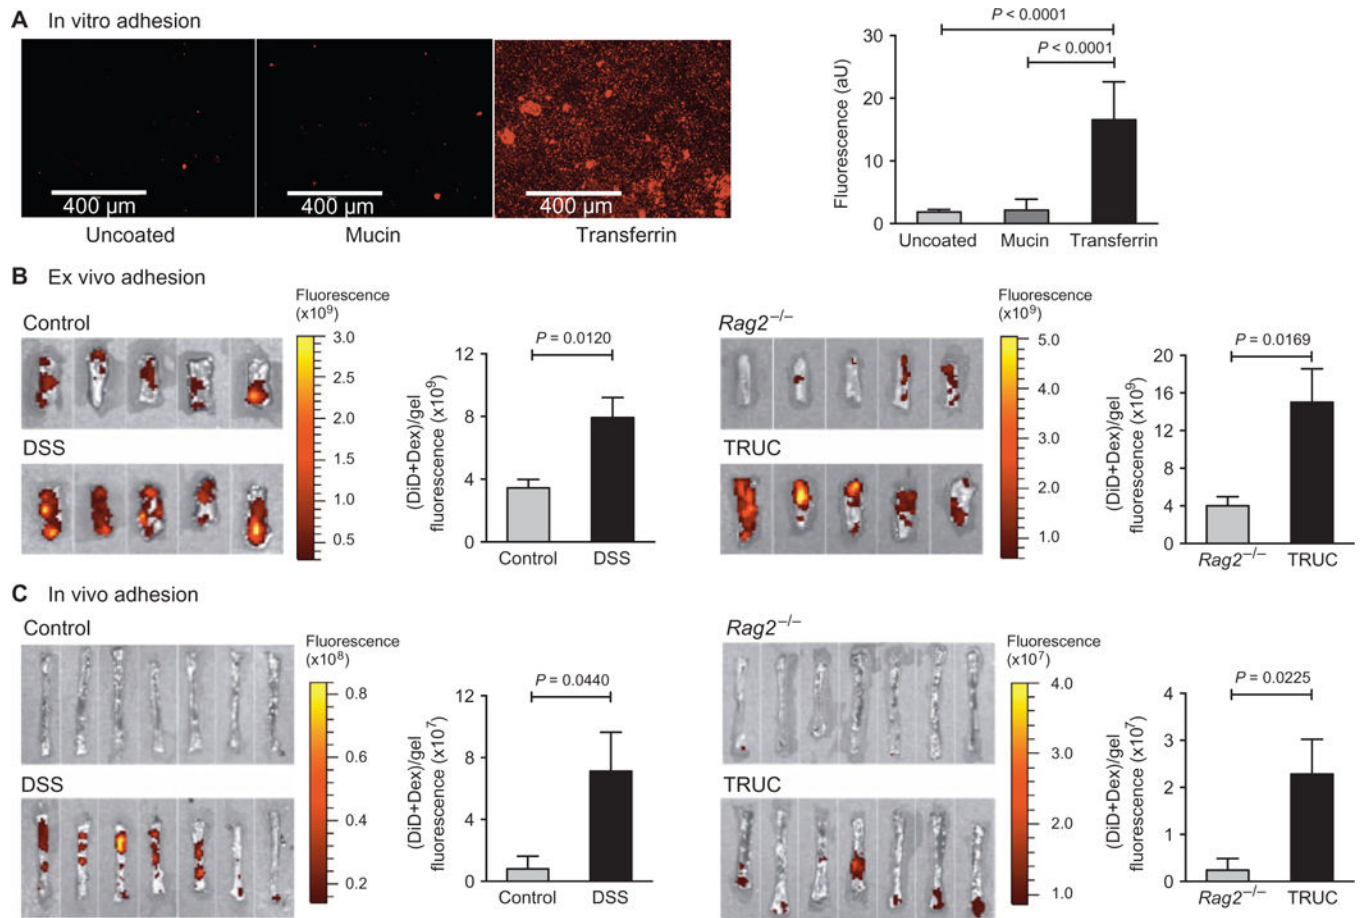 A In vitro adhesion
400 µm
400 µm
400 µm
Uncoated
Mucin
Transferrin
P < 0.0001
P < 0.0001
Fluorescence (aU)
30
20
10
0
Uncoated
Mucin
Transferrin
B Ex vivo adhesion
Control
DSS
Fluorescence
(x10⁹)
3.0
2.5
2.0
1.5
1.0
0.5
(DiD+Dex)/gel
fluorescence (x10⁹)
12
8
4
0
P = 0.0120
Control
DSS
Rag2⁻/⁻
TRUC
Fluorescence
(x10⁹)
5.0
4.0
3.0
2.0
1.0
(DiD+Dex)/gel
fluorescence (x10⁹)
20
16
12
8
4
0
P = 0.0169
Rag2⁻/⁻
TRUC
C In vivo adhesion
Control
DSS
Fluorescence
(x10⁸)
0.8
0.6
0.4
0.2
(DiD+Dex)/gel
fluorescence (x10⁷)
12
8
4
0
P = 0.0440
Control
DSS
Rag2⁻/⁻
TRUC
Fluorescence
(x10⁷)
4.0
3.0
2.0
1.0
(DiD+Dex)/gel
fluorescence (x10⁷)
4
3
2
1
0
P = 0.0225
Rag2⁻/⁻
TRUC